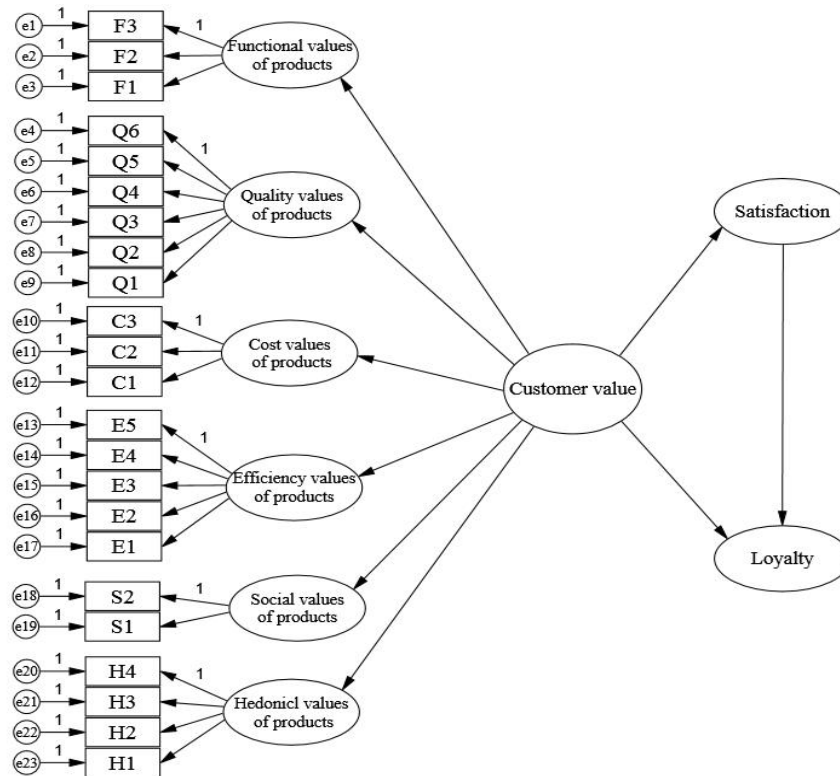 e1 1 F3
e2 1 F2
e3 1 F1
1
Functional values
of products
e4 1 Q6
e5 1 Q5
e6 1 Q4
e7 1 Q3
e8 1 Q2
e9 1 Q1
1
Quality values
of products
e10 1 C3
e11 1 C2
e12 1 C1
1
Cost values
of products
e13 1 E5
e14 1 E4
e15 1 E3
e16 1 E2
e17 1 E1
1
Efficiency values
of products
e18 1 S2
e19 1 S1
1
Social values
of products
e20 1 H4
e21 1 H3
e22 1 H2
e23 1 H1
1
Hedonicl values
of products
Customer value
Satisfaction
Loyalty